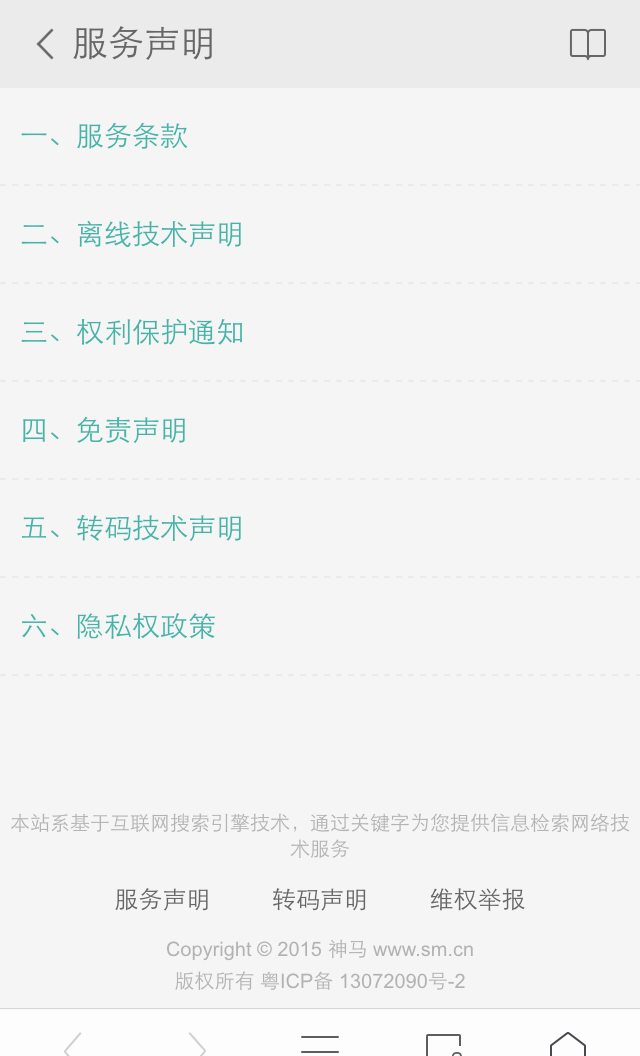 服务声明
一、服务条款
二、离线技术声明
三、权利保护通知
四、免责声明
五、转码技术声明
六、隐私权政策
本站系基于互联网搜索引擎技术，通过关键字为您提供信息检索网络技
术服务
服务声明 转码声明 维权举报
Copyright © 2015 神马 www.sm.cn
版权所有 粤ICP备 13072090号-2